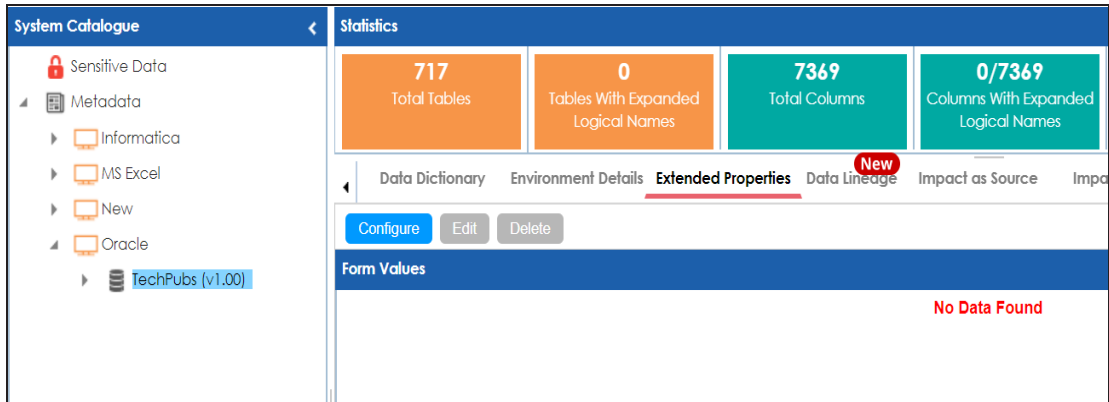 System Catalogue
Sensitive Data
Metadata
Informatica
MS Excel
New
Oracle
TechPubs (v1.00)
Statistics
717
Total Tables
0
Tables With Expanded
Logical Names
7369
Total Columns
0/7369
Columns With Expanded
Logical Names
New
Data Dictionary Environment Details Extended Properties Data Lineage Impact as Source Impa
Configure Edit Delete
Form Values
No Data Found